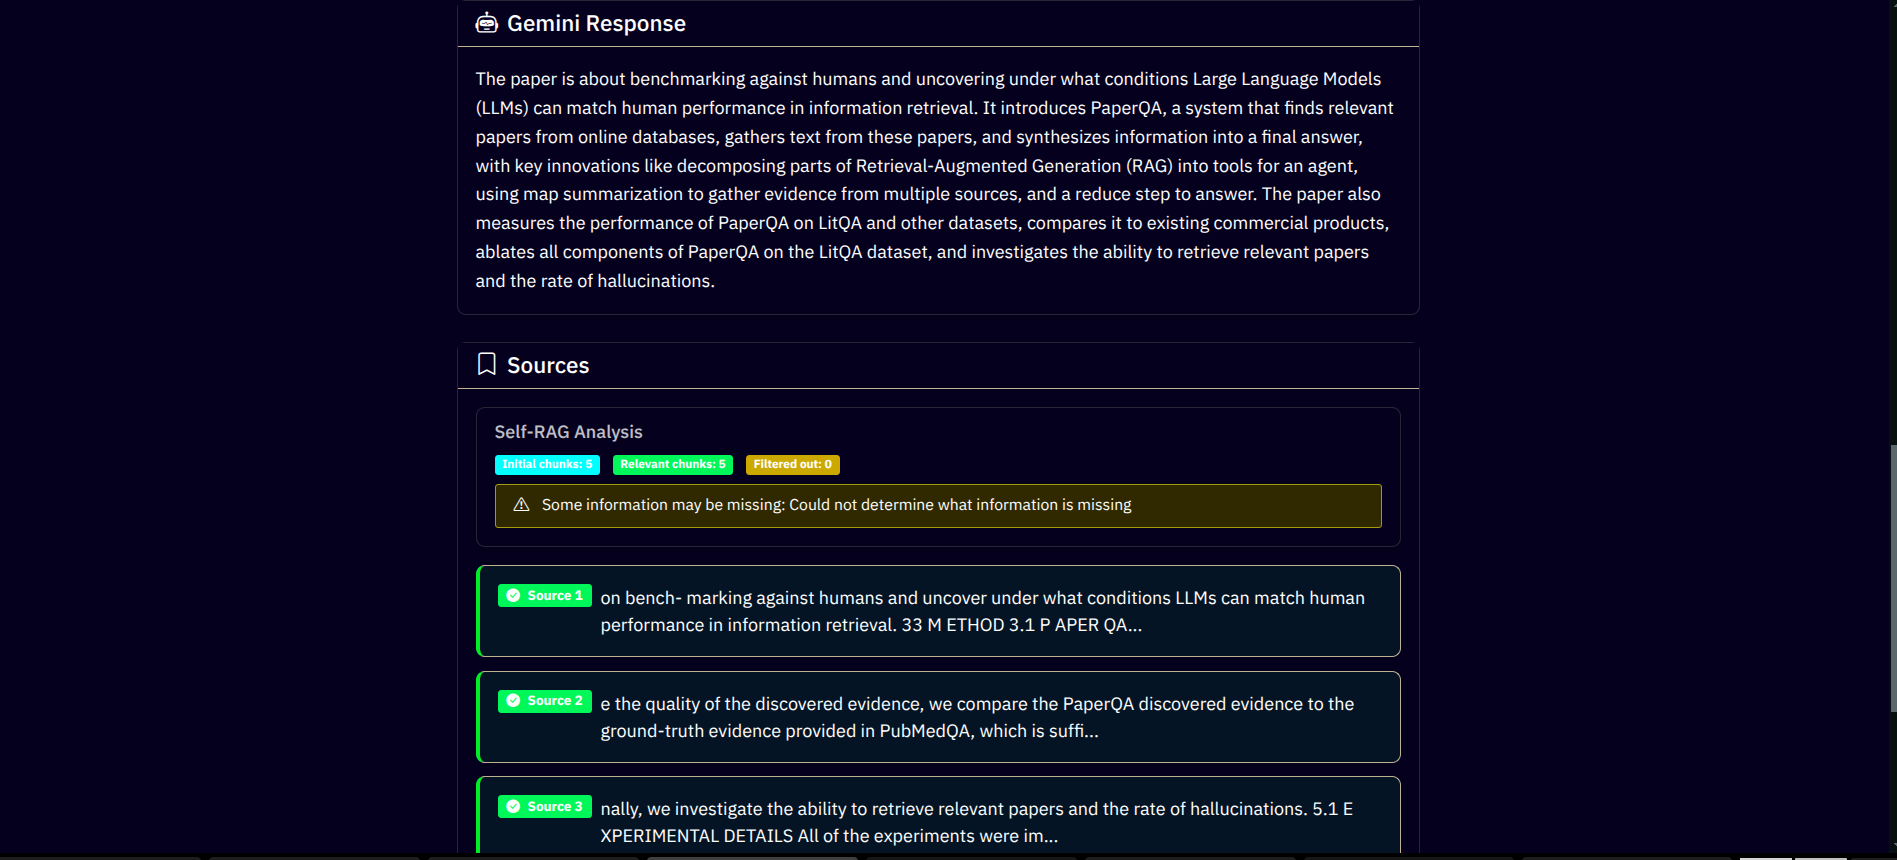 Gemini Response
The paper is about benchmarking against humans and uncovering under what conditions Large Language Models
(LLMs) can match human performance in information retrieval. It introduces PaperQA, a system that finds relevant
papers from online databases, gathers text from these papers, and synthesizes information into a final answer,
with key innovations like decomposing parts of Retrieval-Augmented Generation (RAG) into tools for an agent,
using map summarization to gather evidence from multiple sources, and a reduce step to answer. The paper also
measures the performance of PaperQA on LitQA and other datasets, compares it to existing commercial products,
ablates all components of PaperQA on the LitQA dataset, and investigates the ability to retrieve relevant papers
and the rate of hallucinations.
Sources
Self-RAG Analysis
Initial chunks: 5 Relevant chunks: 5 Filtered out: 0
Some information may be missing: Could not determine what information is missing
Source 1 on bench- marking against humans and uncover under what conditions LLMs can match human
performance in information retrieval. 33 M ETHOD 3.1 P APER QA...
Source 2 e the quality of the discovered evidence, we compare the PaperQA discovered evidence to the
ground-truth evidence provided in PubMedQA, which is suffi...
Source 3 nally, we investigate the ability to retrieve relevant papers and the rate of hallucinations. 5.1 E
XPERIMENTAL DETAILS All of the experiments were im...